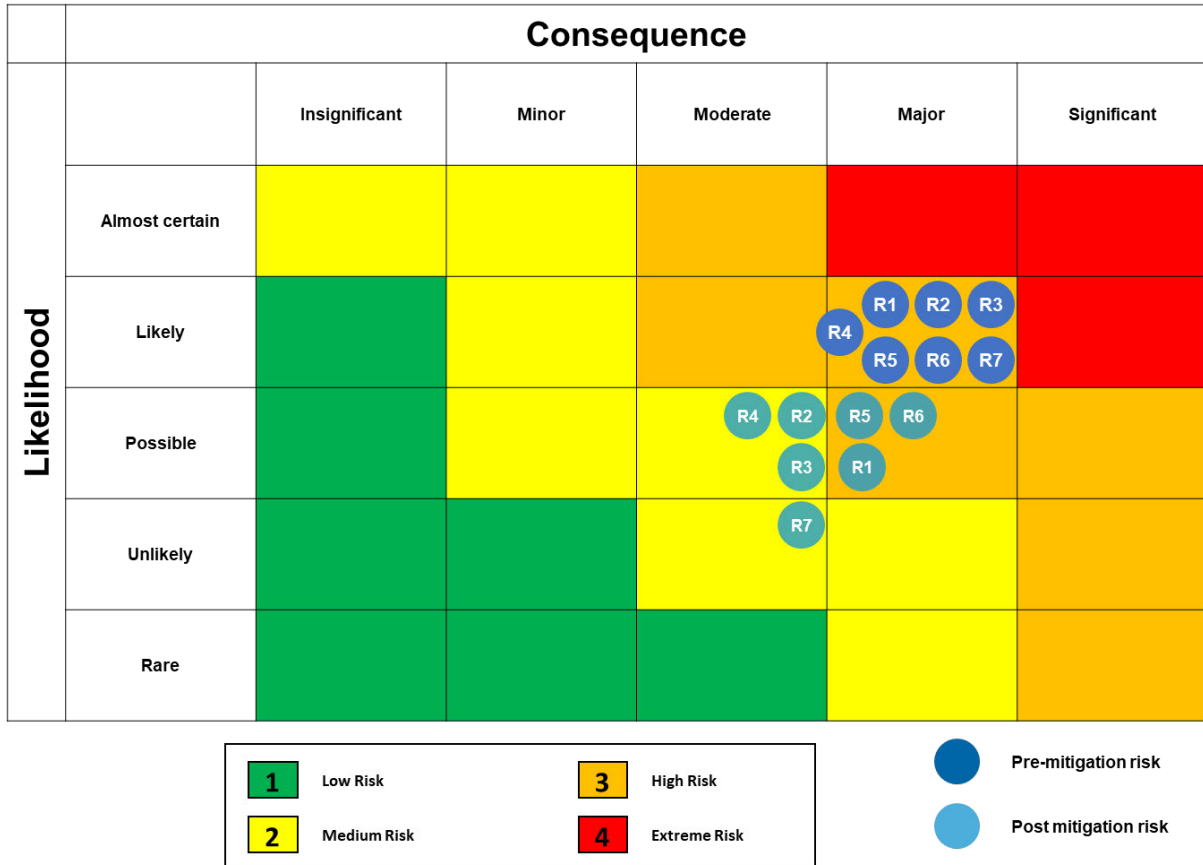 Consequence
Insignificant
Minor
Moderate
Major
Significant
Likelihood
Almost certain
Likely
R1
R2
R3
R4
R5
R6
R7
Possible
R4
R2
R5
R6
R3
R1
Unlikely
R7
Rare
1 Low Risk
3 High Risk
2 Medium Risk
4 Extreme Risk
Pre-mitigation risk
Post mitigation risk